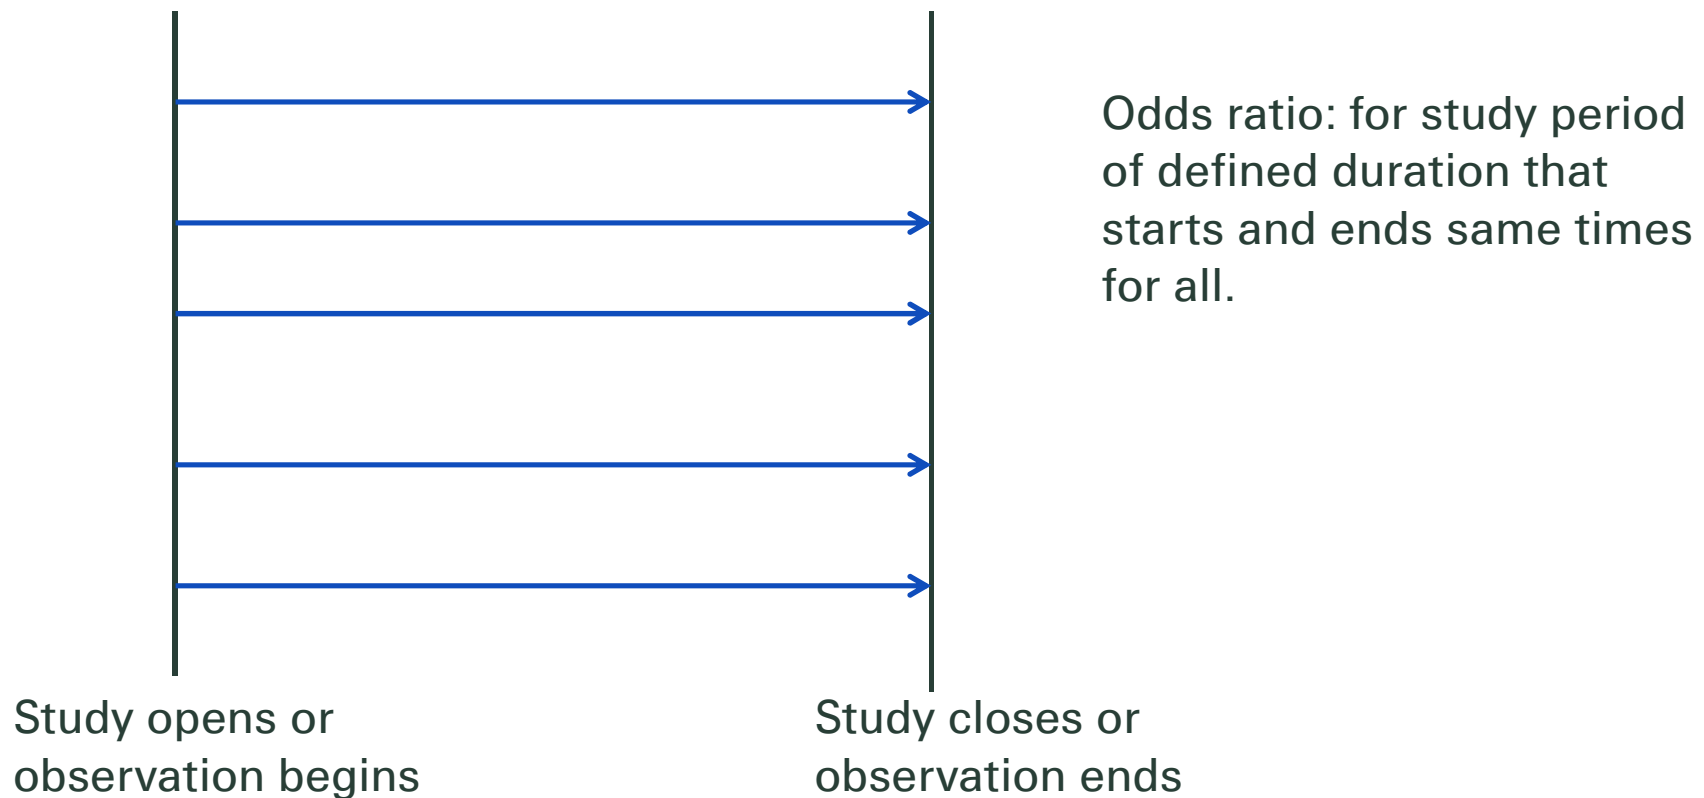 Odds ratio: for study period
of defined duration that
starts and ends same times
for all.
Study opens or
observation begins
Study closes or
observation ends